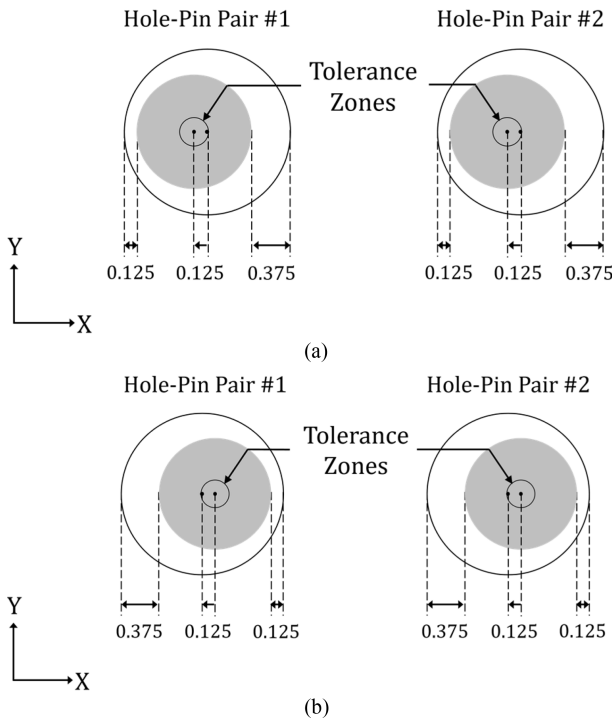 Hole-Pin Pair #1
Hole-Pin Pair #2
Tolerance
Zones
0.125
0.125
0.375
0.125
0.125
0.375
Y
X
(a)
Hole-Pin Pair #1
Hole-Pin Pair #2
Tolerance
Zones
0.375
0.125
0.125
0.375
0.125
0.125
Y
X
(b)